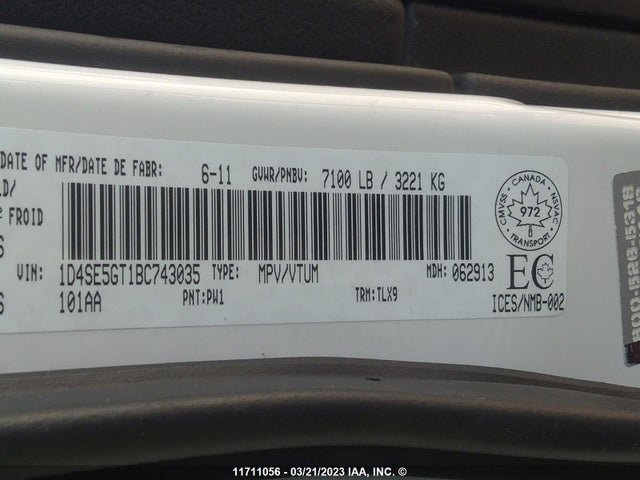 DATE OF MFR/DATE DE FABR: 6-11 GVWR/PNBV: 7100 LB / 3221 KG
LD/
² FROID
VIN: 1D4SE5GT1BC743035 TYPE: MPV/VTUM MDH: 062913
101AA PNT:PW1 TRM:TLX9
CMVSS CANADA NSVAC
972
EC
ICES/NMB-002
11711056 - 03/21/2023 IAA, INC. ©